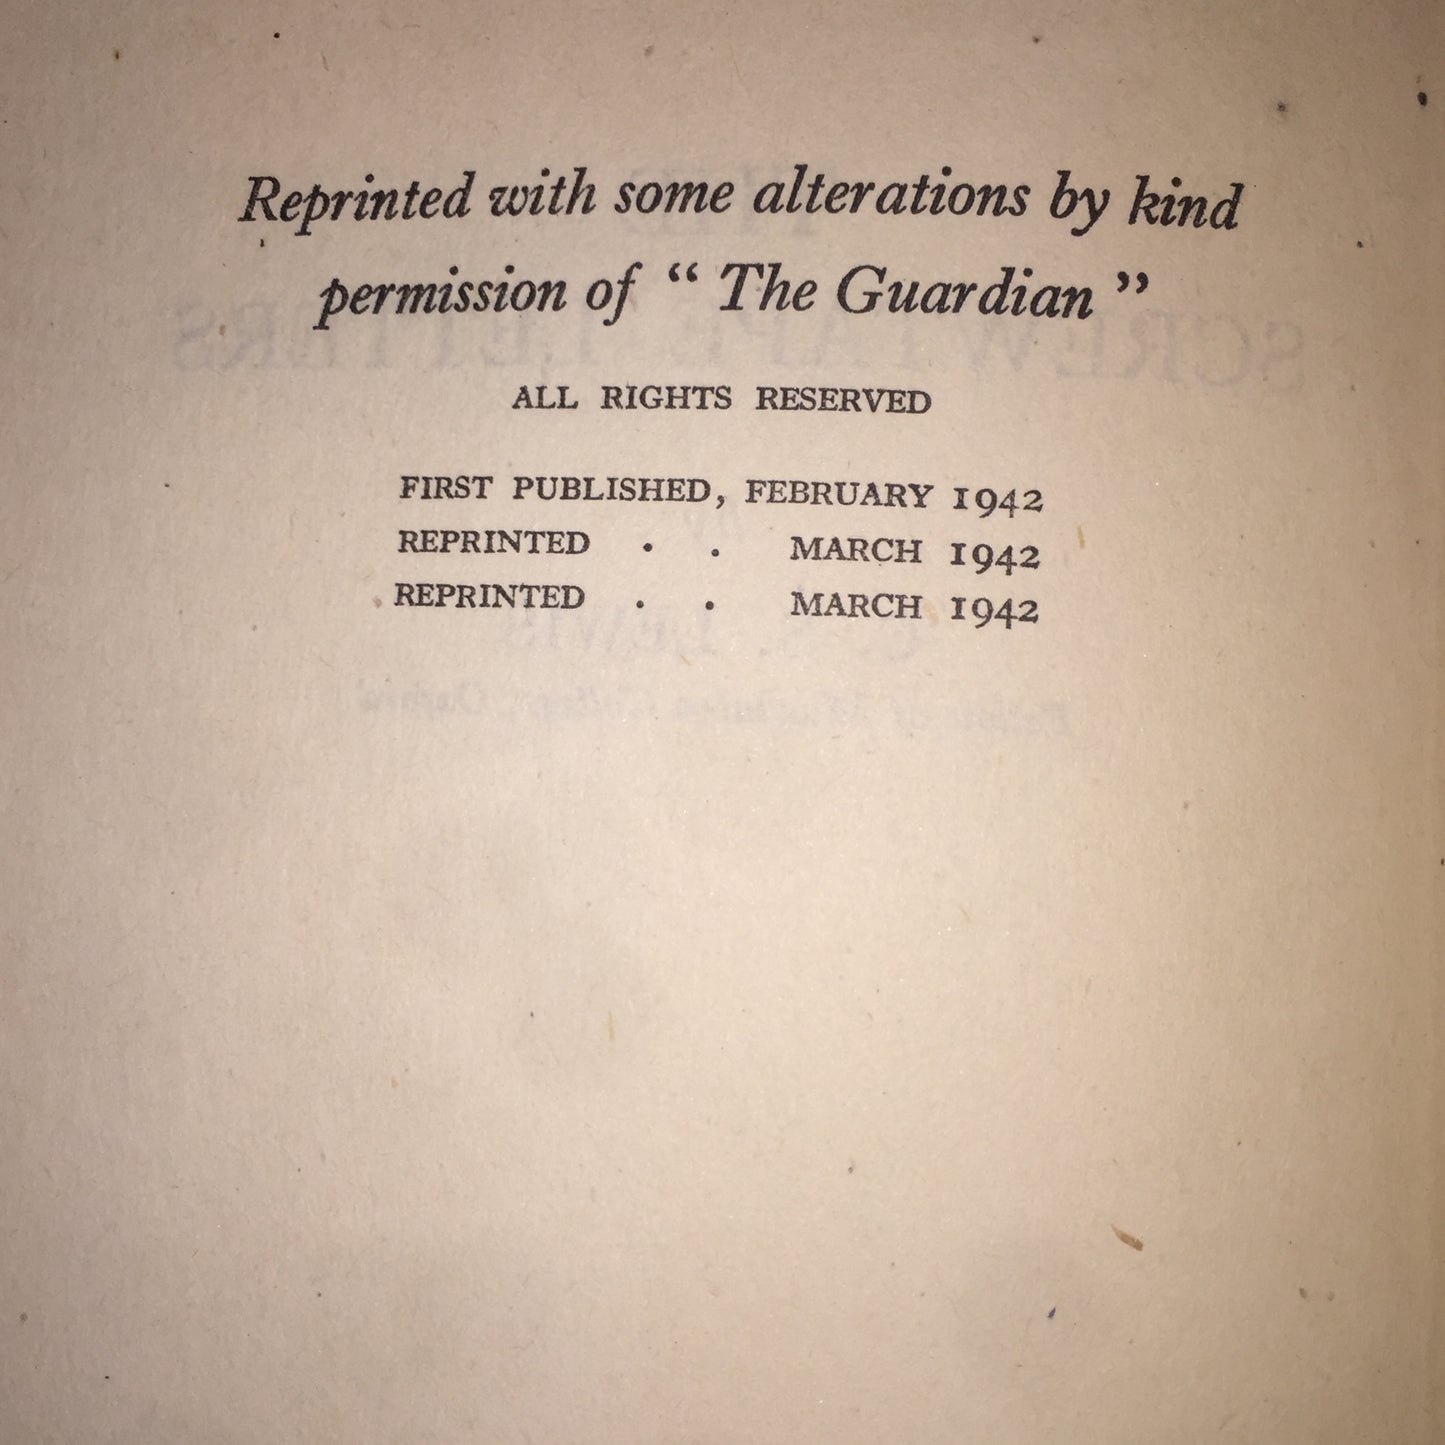 Reprinted with some alterations by kind
permission of “ The Guardian ”
ALL RIGHTS RESERVED
FIRST PUBLISHED, FEBRUARY 1942
REPRINTED . . MARCH 1942
REPRINTED . . MARCH 1942